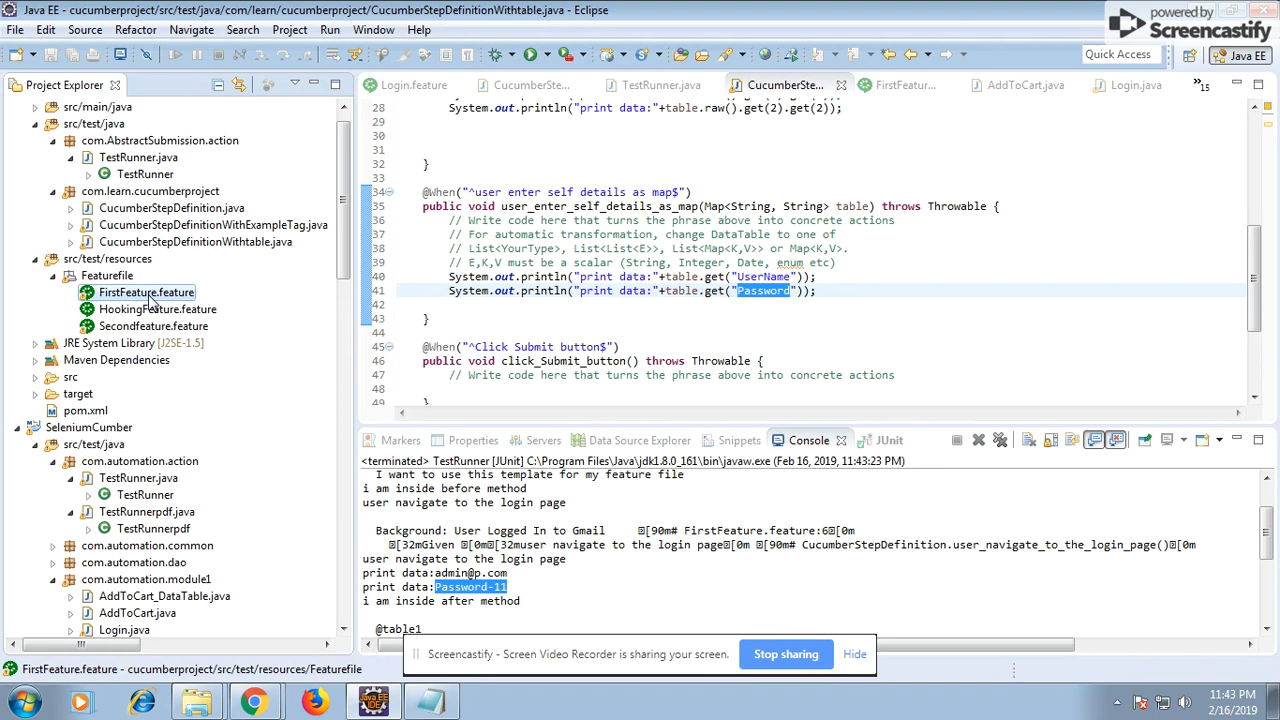 Java EE - cucumberproject/src/test/java/com/learn/cucumberproject/CucumberStepDefinitionWithtable.java - Eclipse
powered by
Screencastify
File Edit Source Refactor Navigate Search Project Run Window Help
Quick Access
Java EE
Project Explorer
src/main/java
src/test/java
com.AbstractSubmission.action
TestRunner.java
TestRunner
com.learn.cucumberproject
CucumberStepDefinition.java
CucumberStepDefinitionWithExampleTag.java
CucumberStepDefinitionWithtable.java
src/test/resources
Featurefile
FirstFeature.feature
HookingFeature.feature
Secondfeature.feature
JRE System Library [J2SE-1.5]
Maven Dependencies
src
target
pom.xml
SeleniumCumber
src/test/java
com.automation.action
TestRunner.java
TestRunner
TestRunnerpdf.java
TestRunnerpdf
com.automation.common
com.automation.dao
com.automation.module1
AddToCart_DataTable.java
AddToCart.java
Login.java
Login.feature CucumberSte... TestRunner.java CucumberSte... FirstFeatur... AddToCart.java Login.java »15
28 System.out.println("print data:"+table.raw().get(2).get(2));
29
30
31
32 }
33
34 @When("^user enter self details as map$")
35 public void user_enter_self_details_as_map(Map<String, String> table) throws Throwable {
36 // Write code here that turns the phrase above into concrete actions
37 // For automatic transformation, change DataTable to one of
38 // List<YourType>, List<List<E>>, List<Map<K,V>> or Map<K,V>.
39 // E,K,V must be a scalar (String, Integer, Date, enum etc)
40 System.out.println("print data:"+table.get("UserName"));
41 System.out.println("print data:"+table.get("Password"));
42
43 }
44
45 @When("^Click Submit button$")
46 public void click_Submit_button() throws Throwable {
47 // Write code here that turns the phrase above into concrete actions
48
49 }
Markers Properties Servers Data Source Explorer Snippets Console JUnit
<terminated> TestRunner [JUnit] C:\Program Files\Java\jdk1.8.0_161\bin\javaw.exe (Feb 16, 2019, 11:43:23 PM)
I want to use this template for my feature file
i am inside before method
user navigate to the login page
Background: User Logged In to Gmail [90m# FirstFeature.feature:6[0m
[32mGiven [0m[32muser navigate to the login page[0m [90m# CucumberStepDefinition.user_navigate_to_the_login_page()[0m
user navigate to the login page
print data:admin@p.com
print data:Password-11
i am inside after method
@table1
Screencastify - Screen Video Recorder is sharing your screen.
Stop sharing
Hide
FirstFeature.feature - cucumberproject/src/test/resources/Featurefile
Java EE
IDE
11:43 PM
2/16/2019